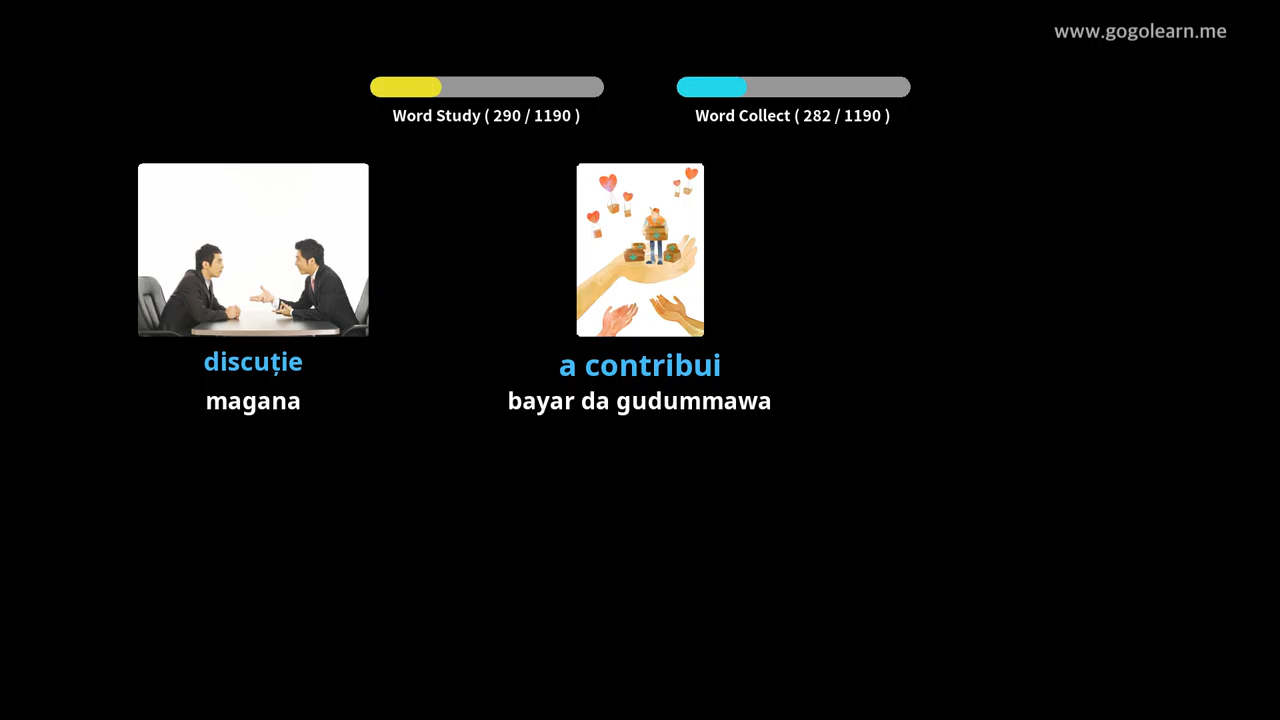 www.gogolearn.me
Word Study ( 290 / 1190 )
Word Collect ( 282 / 1190 )
discuție
magana
a contribui
bayar da gudummawa